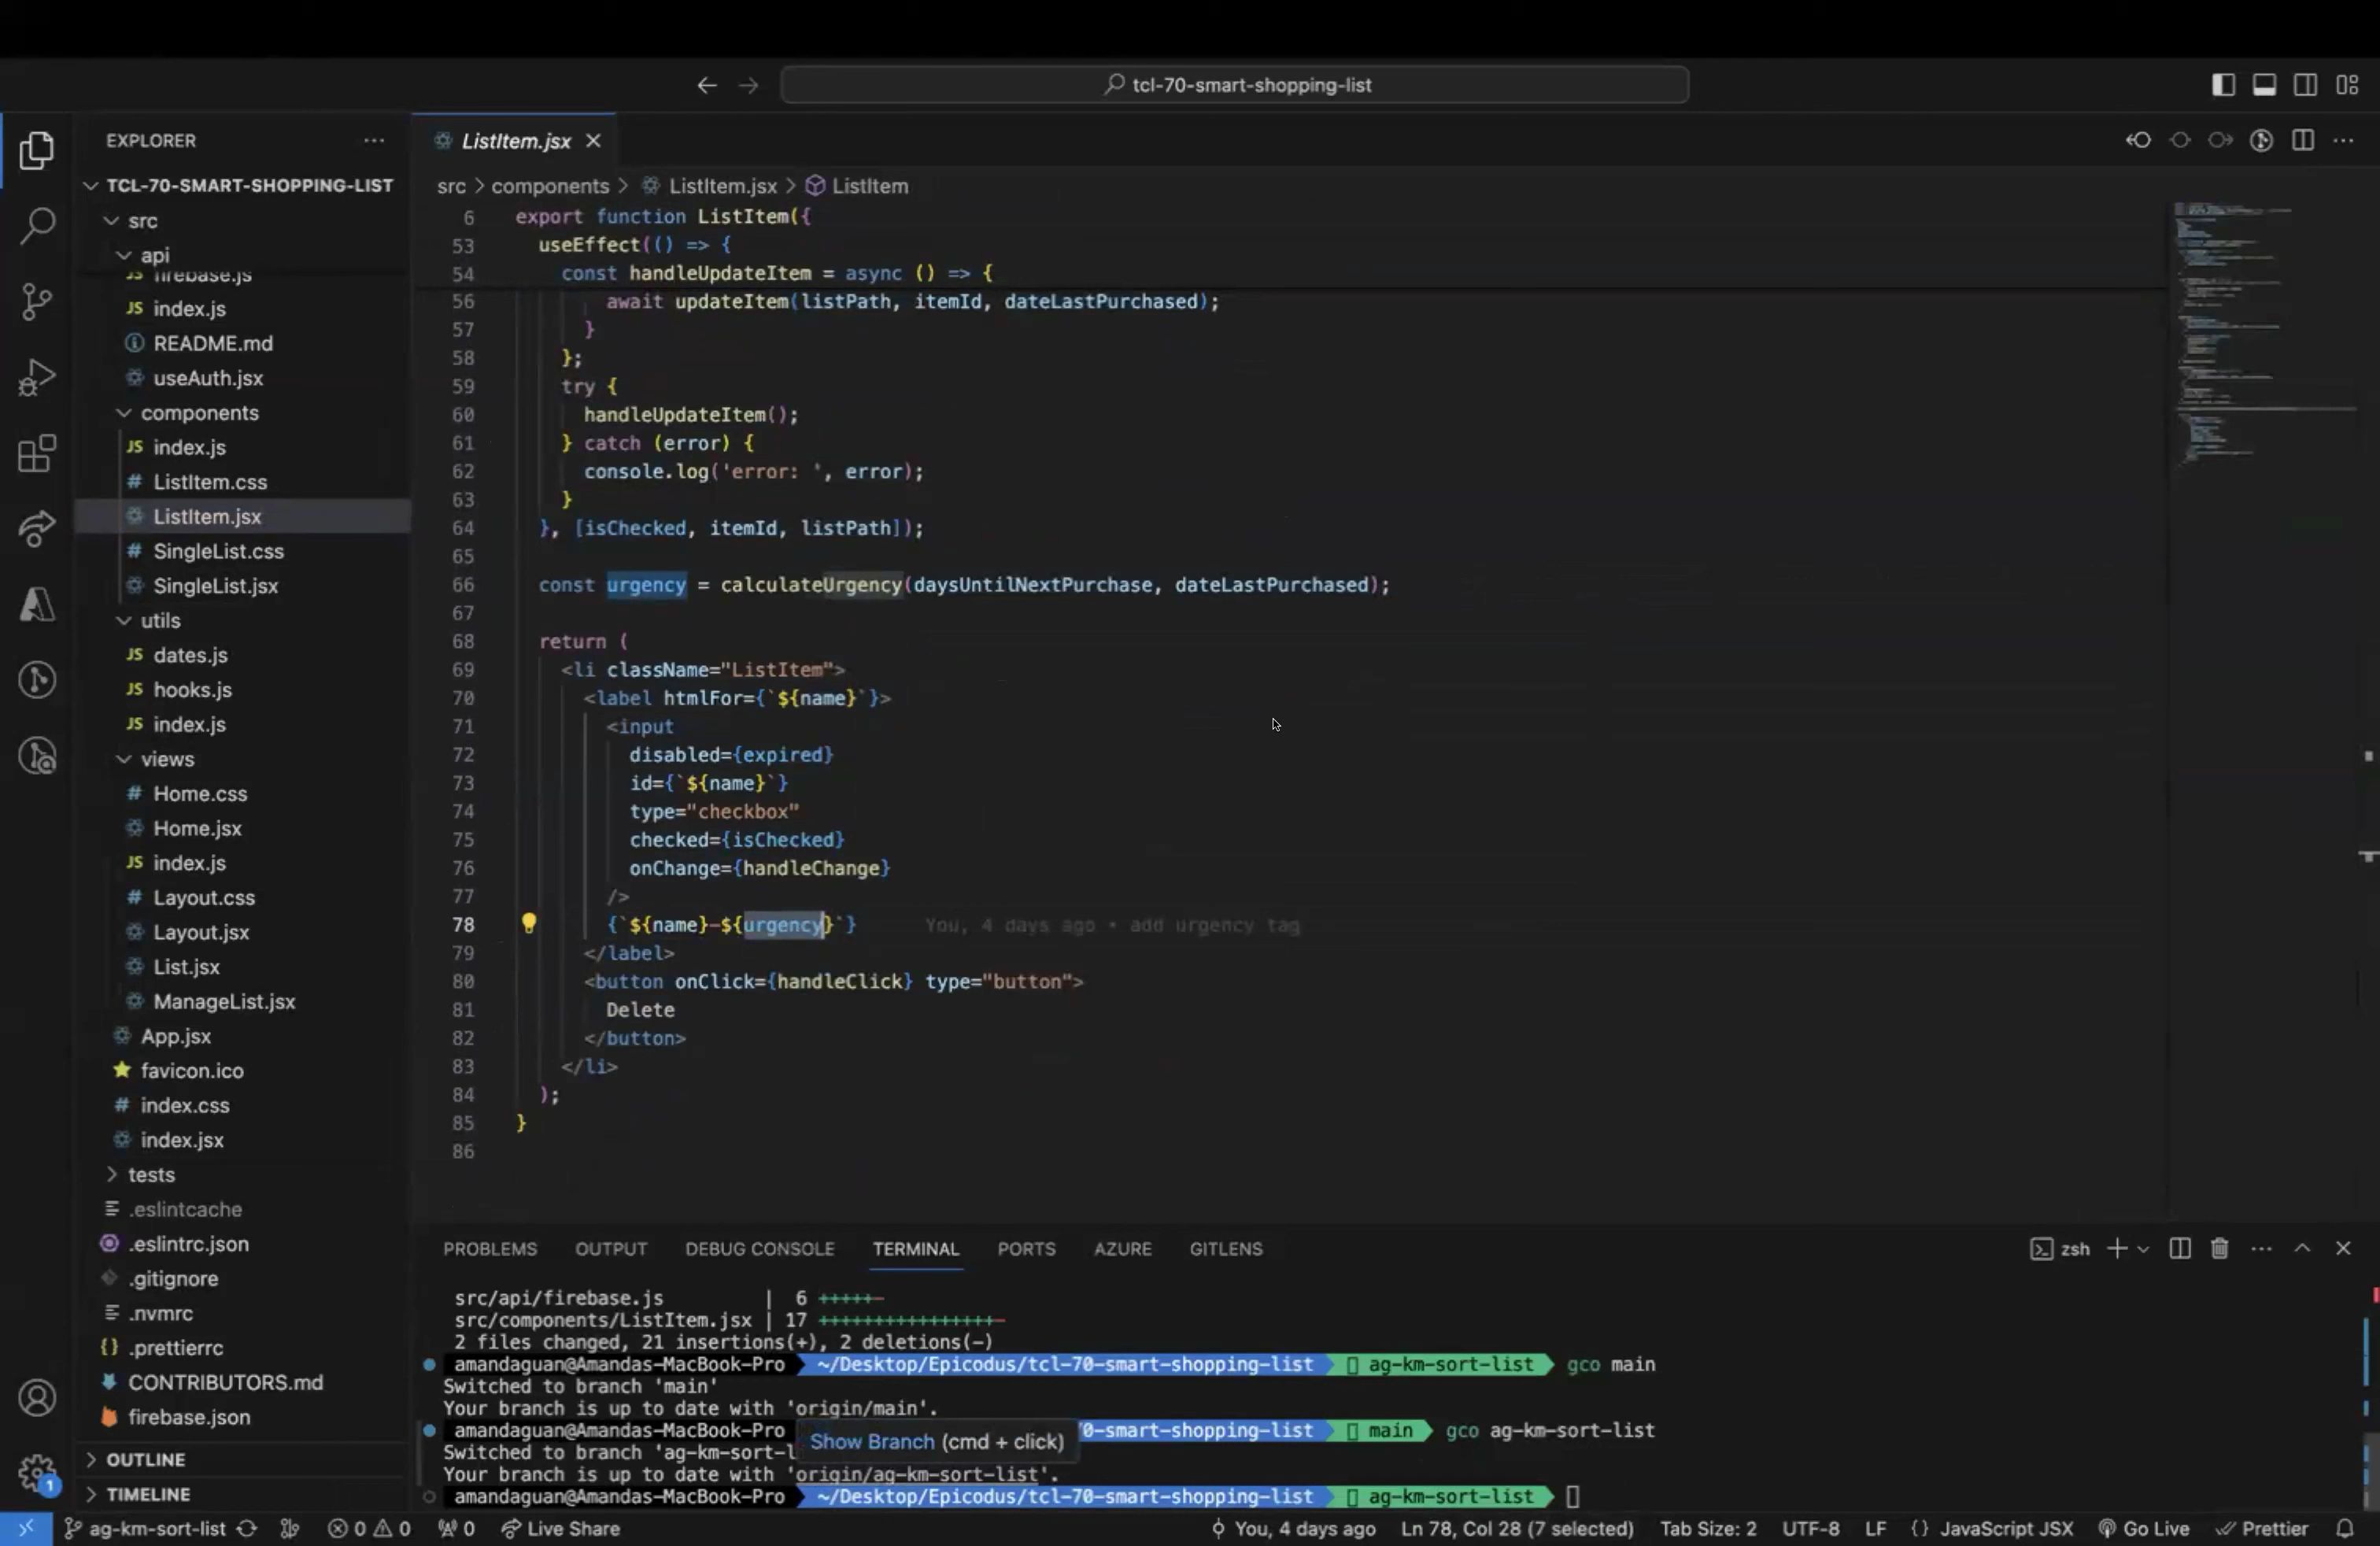 tcl-70-smart-shopping-list
EXPLORER
TCL-70-SMART-SHOPPING-LIST
src
api
firebase.js
index.js
README.md
useAuth.jsx
components
index.js
ListItem.css
ListItem.jsx
SingleList.css
SingleList.jsx
utils
dates.js
hooks.js
index.js
views
Home.css
Home.jsx
index.js
Layout.css
Layout.jsx
List.jsx
ManageList.jsx
App.jsx
favicon.ico
index.css
index.jsx
tests
.eslintcache
.eslintrc.json
.gitignore
.nvmrc
.prettierrc
CONTRIBUTORS.md
firebase.json
OUTLINE
TIMELINE
ListItem.jsx
src > components > ListItem.jsx > ListItem
6 export function ListItem({
53 useEffect(() => {
54 const handleUpdateItem = async () => {
56 await updateItem(listPath, itemId, dateLastPurchased);
57 }
58 };
59 try {
60 handleUpdateItem();
61 } catch (error) {
62 console.log('error: ', error);
63 }
64 }, [isChecked, itemId, listPath]);
65
66 const urgency = calculateUrgency(daysUntilNextPurchase, dateLastPurchased);
67
68 return (
69 <li className="ListItem">
70 <label htmlFor={`${name}`}>
71 <input
72 disabled={expired}
73 id={`${name}`}
74 type="checkbox"
75 checked={isChecked}
76 onChange={handleChange}
77 />
78 {`${name}-${urgency}`} You, 4 days ago • add urgency tag
79 </label>
80 <button onClick={handleClick} type="button">
81 Delete
82 </button>
83 </li>
84 );
85 }
86
PROBLEMS OUTPUT DEBUG CONSOLE TERMINAL PORTS AZURE GITLENS
zsh
src/api/firebase.js | 6 +++++-
src/components/ListItem.jsx | 17 ++++++++++++++++-
2 files changed, 21 insertions(+), 2 deletions(-)
amandaguan@Amandas-MacBook-Pro ~/Desktop/Epicodus/tcl-70-smart-shopping-list ag-km-sort-list gco main
Switched to branch 'main'
Your branch is up to date with 'origin/main'.
amandaguan@Amandas-MacBook-Pro 0-smart-shopping-list main gco ag-km-sort-list
Show Branch (cmd + click)
Switched to branch 'ag-km-sort-l
Your branch is up to date with 'origin/ag-km-sort-list'.
amandaguan@Amandas-MacBook-Pro ~/Desktop/Epicodus/tcl-70-smart-shopping-list ag-km-sort-list
1
ag-km-sort-list 0 0 0 Live Share You, 4 days ago Ln 78, Col 28 (7 selected) Tab Size: 2 UTF-8 LF {} JavaScript JSX Go Live Prettier